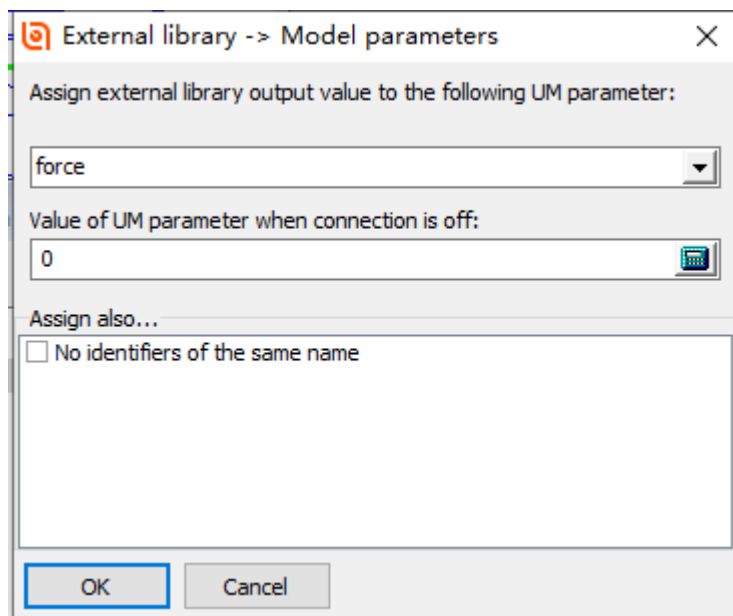 External library -> Model parameters
Assign external library output value to the following UM parameter:
force
Value of UM parameter when connection is off:
0
Assign also...
No identifiers of the same name
OK
Cancel